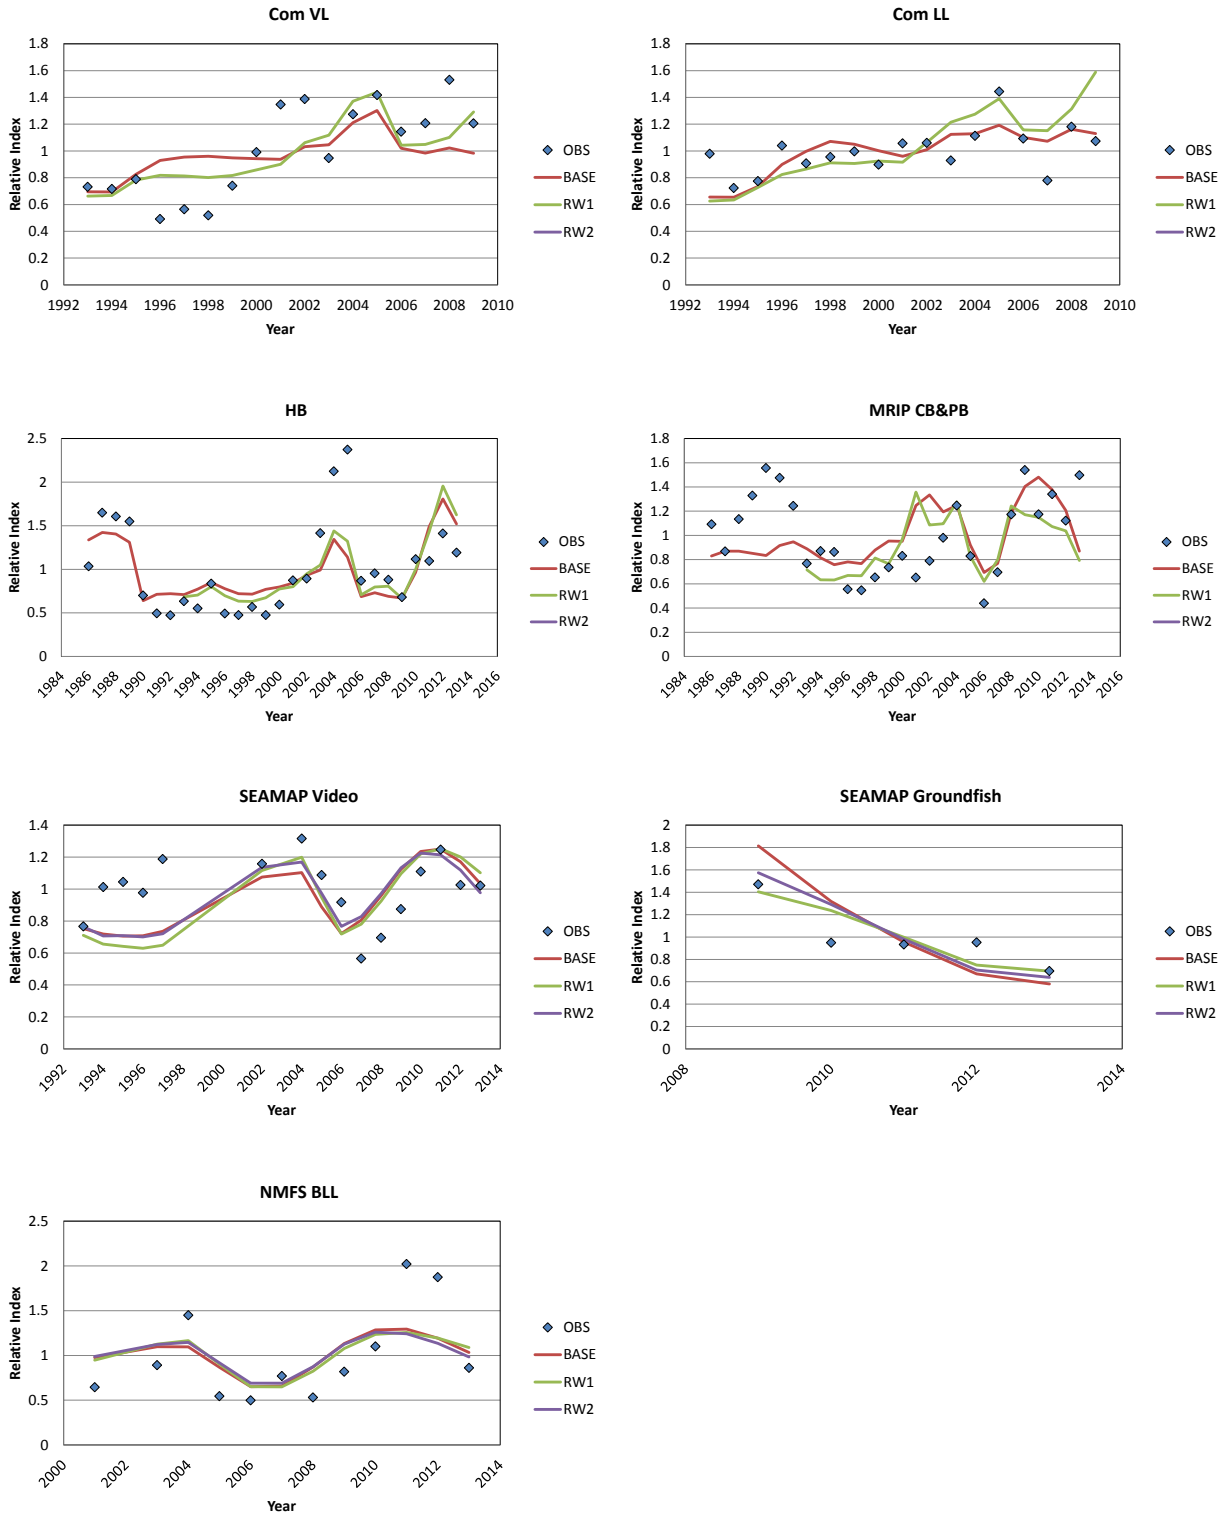 Com VL
Relative Index
1.8
1.6
1.4
1.2
1
0.8
0.6
0.4
0.2
0
1992 1994 1996 1998 2000 2002 2004 2006 2008 2010
Year
OBS
BASE
RW1
RW2
Com LL
Relative Index
1.8
1.6
1.4
1.2
1
0.8
0.6
0.4
0.2
0
1992 1994 1996 1998 2000 2002 2004 2006 2008 2010
Year
OBS
BASE
RW1
RW2
HB
Relative Index
2.5
2
1.5
1
0.5
0
1984 1986 1988 1990 1992 1994 1996 1998 2000 2002 2004 2006 2008 2010 2012 2014 2016
Year
OBS
BASE
RW1
RW2
MRIP CB&PB
Relative Index
1.8
1.6
1.4
1.2
1
0.8
0.6
0.4
0.2
0
1984 1986 1988 1990 1992 1994 1996 1998 2000 2002 2004 2006 2008 2010 2012 2014 2016
Year
OBS
BASE
RW1
RW2
SEAMAP Video
Relative Index
1.4
1.2
1
0.8
0.6
0.4
0.2
0
1992 1994 1996 1998 2000 2002 2004 2006 2008 2010 2012 2014
Year
OBS
BASE
RW1
RW2
SEAMAP Groundfish
Relative Index
2
1.8
1.6
1.4
1.2
1
0.8
0.6
0.4
0.2
0
2008 2010 2012 2014
Year
OBS
BASE
RW1
RW2
NMFS BLL
Relative Index
2.5
2
1.5
1
0.5
0
2000 2002 2004 2006 2008 2010 2012 2014
Year
OBS
BASE
RW1
RW2